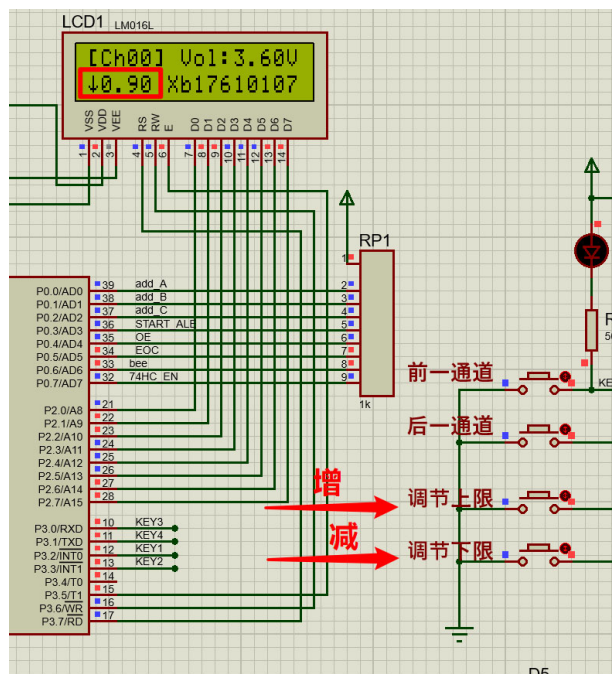 LCD1
LM016L
[Ch00] Vol:3.60V
↓0.90 Xb17610107
VSS
VDD
VEE
RS
RW
E
D0
D1
D2
D3
D4
D5
D6
D7
1
2
3
4
5
6
7
8
9
10
11
12
13
14
RP1
1
P0.0/AD0 39 add_A 2
P0.1/AD1 38 add_B 3
P0.2/AD2 37 add_C 4
P0.3/AD3 36 START_ALE 5
P0.4/AD4 35 OE 6
P0.5/AD5 34 EOC 7
P0.6/AD6 33 bee 8
P0.7/AD7 32 74HC_EN 9
1k
前一通道
KE
后一通道
P2.0/A8 21
P2.1/A9 22
P2.2/A10 23
P2.3/A11 24
P2.4/A12 25
P2.5/A13 26
P2.6/A14 27
P2.7/A15 28
增
调节上限
减
调节下限
P3.0/RXD 10 KEY3
P3.1/TXD 11 KEY4
P3.2/INT0 12 KEY1
P3.3/INT1 13 KEY2
P3.4/T0 14
P3.5/T1 15
P3.6/WR 16
P3.7/RD 17
R
D5